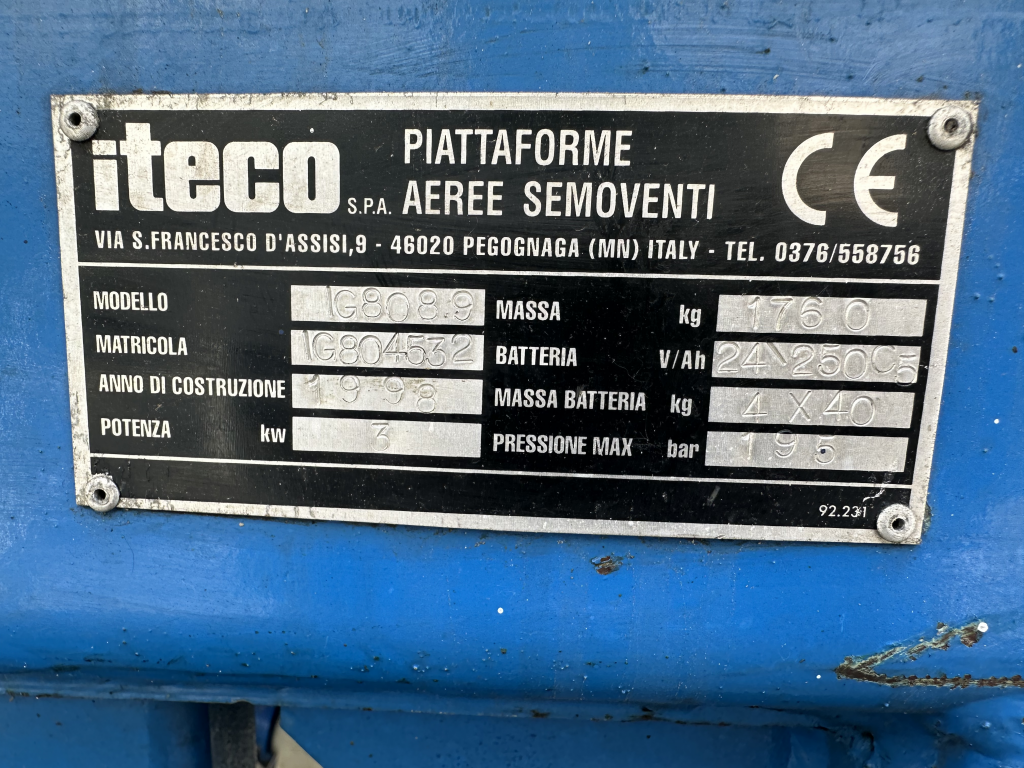 iteco S.P.A. PIATTAFORME
AEREE SEMOVENTI
CE
VIA S.FRANCESCO D'ASSISI,9 - 46020 PEGOGNAGA (MN) ITALY - TEL. 0376/558756
MODELLO IG808.9 MASSA kg 1760
MATRICOLA IG804532 BATTERIA V/Ah 24V250C5
ANNO DI COSTRUZIONE 1998 MASSA BATTERIA kg 4 X 40
POTENZA kw 3 PRESSIONE MAX bar 195
92.231